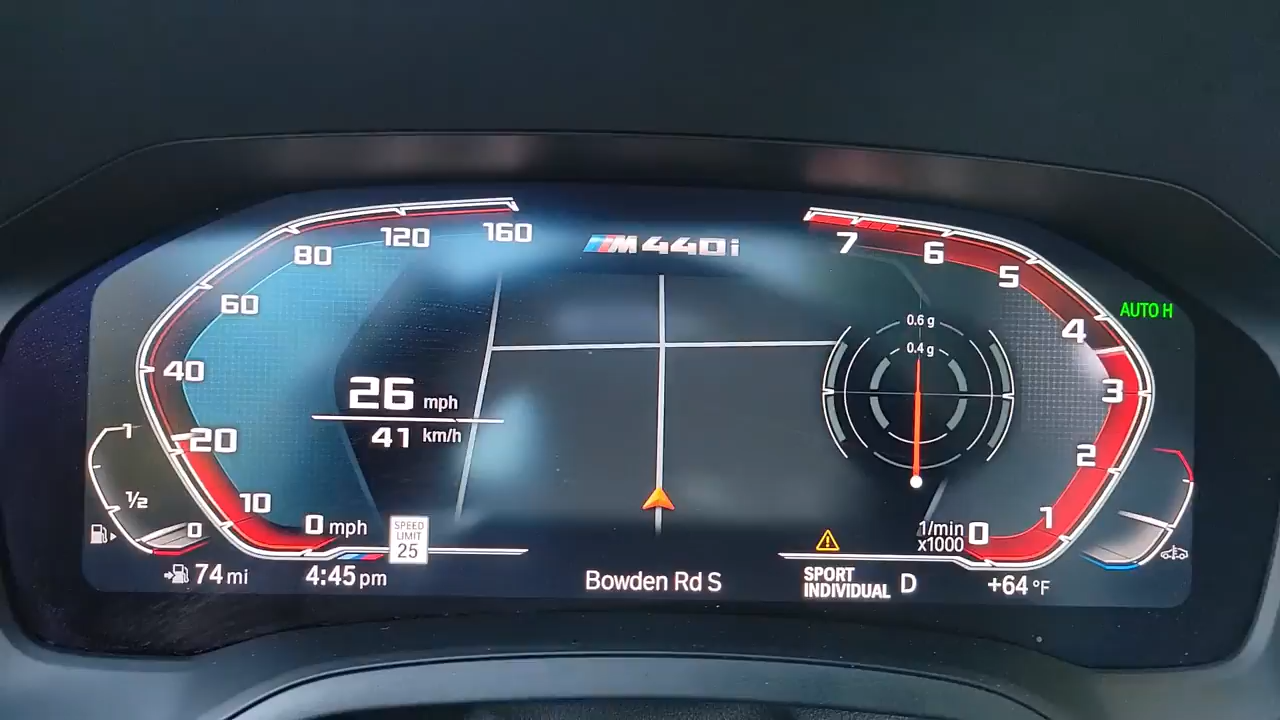 M440i
160
120
80
60
40
20
10
0 mph
7
6
5
4
3
2
1
0
1/min
x1000
26 mph
41 km/h
0.6 g
0.4 g
AUTO H
1
1/2
0
SPEED
LIMIT
25
74 mi
4:45 pm
Bowden Rd S
SPORT
INDIVIDUAL
D
+64 °F